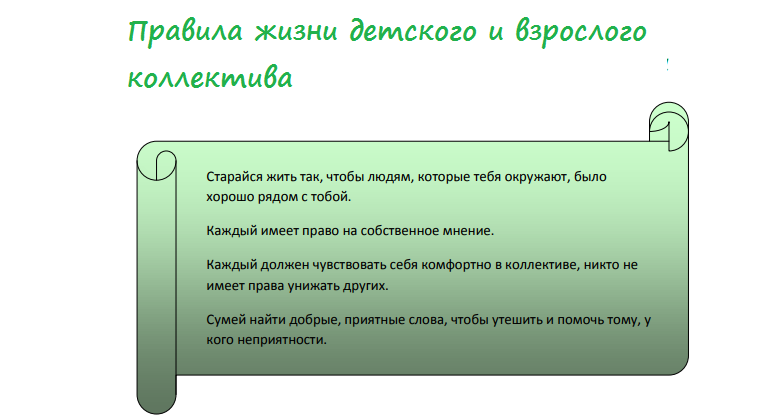 Правила жизни детского и взрослого
коллектива
Старайся жить так, чтобы людям, которые тебя окружают, было
хорошо рядом с тобой.
Каждый имеет право на собственное мнение.
Каждый должен чувствовать себя комфортно в коллективе, никто не
имеет права унижать других.
Сумей найти добрые, приятные слова, чтобы утешить и помочь тому, у
кого неприятности.